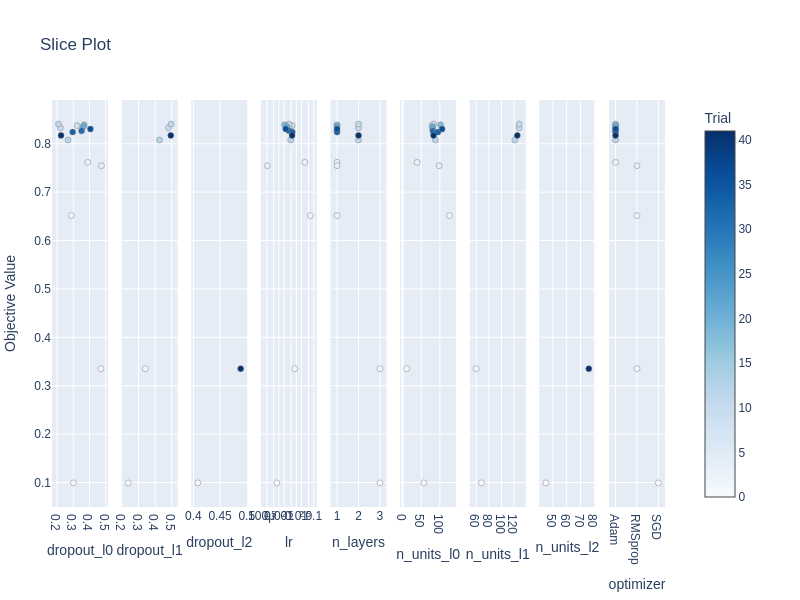 Slice Plot
Trial
Objective Value
0.8
0.7
0.6
0.5
0.4
0.3
0.2
0.1
40
35
30
25
20
15
10
5
0
0.2 0.3 0.4 0.5
dropout_l0
0.2 0.3 0.4 0.5
dropout_l1
0.4 0.45 0.5
dropout_l2
0.1
lr
1 2 3
n_layers
0 50 100
n_units_l0
60 80 100 120
n_units_l1
50 60 70 80
n_units_l2
Adam RMSprop SGD
optimizer